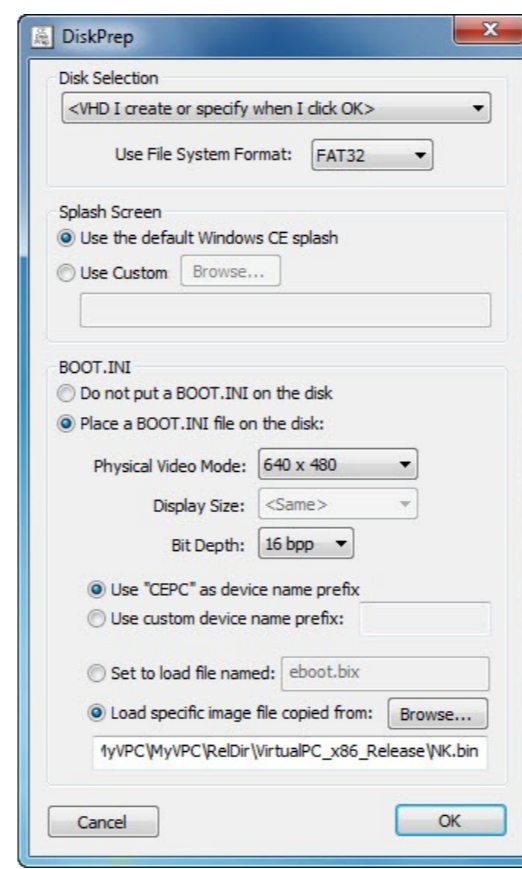 DiskPrep
Disk Selection
<VHD I create or specify when I click OK>
Use File System Format: FAT32
Splash Screen
Use the default Windows CE splash
Use Custom Browse...
BOOT.INI
Do not put a BOOT.INI on the disk
Place a BOOT.INI file on the disk:
Physical Video Mode: 640 x 480
Display Size: <Same>
Bit Depth: 16 bpp
Use "CEPC" as device name prefix
Use custom device name prefix:
Set to load file named: eboot.bix
Load specific image file copied from: Browse...
MyVPC\MyVPC\RelDir\VirtualPC_x86_Release\NK.bin
Cancel OK